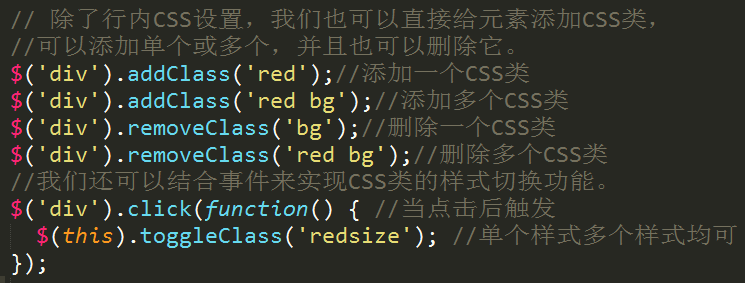 // 除了行内CSS设置，我们也可以直接给元素添加CSS类，
//可以添加单个或多个，并且也可以删除它。
$('div').addClass('red');//添加一个CSS类
$('div').addClass('red bg');//添加多个CSS类
$('div').removeClass('bg');//删除一个CSS类
$('div').removeClass('red bg');//删除多个CSS类
//我们还可以结合事件来实现CSS类的样式切换功能。
$('div').click(function() { //当点击后触发
  $(this).toggleClass('redsize'); //单个样式多个样式均可
});